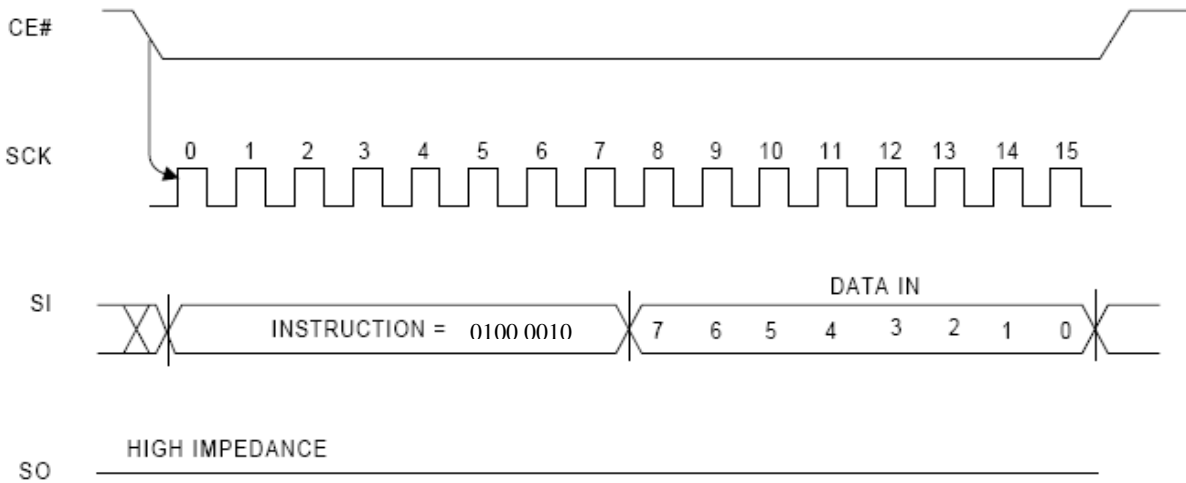 CE#
SCK 0 1 2 3 4 5 6 7 8 9 10 11 12 13 14 15
DATA IN
SI INSTRUCTION = 0100 0010 7 6 5 4 3 2 1 0
HIGH IMPEDANCE
SO